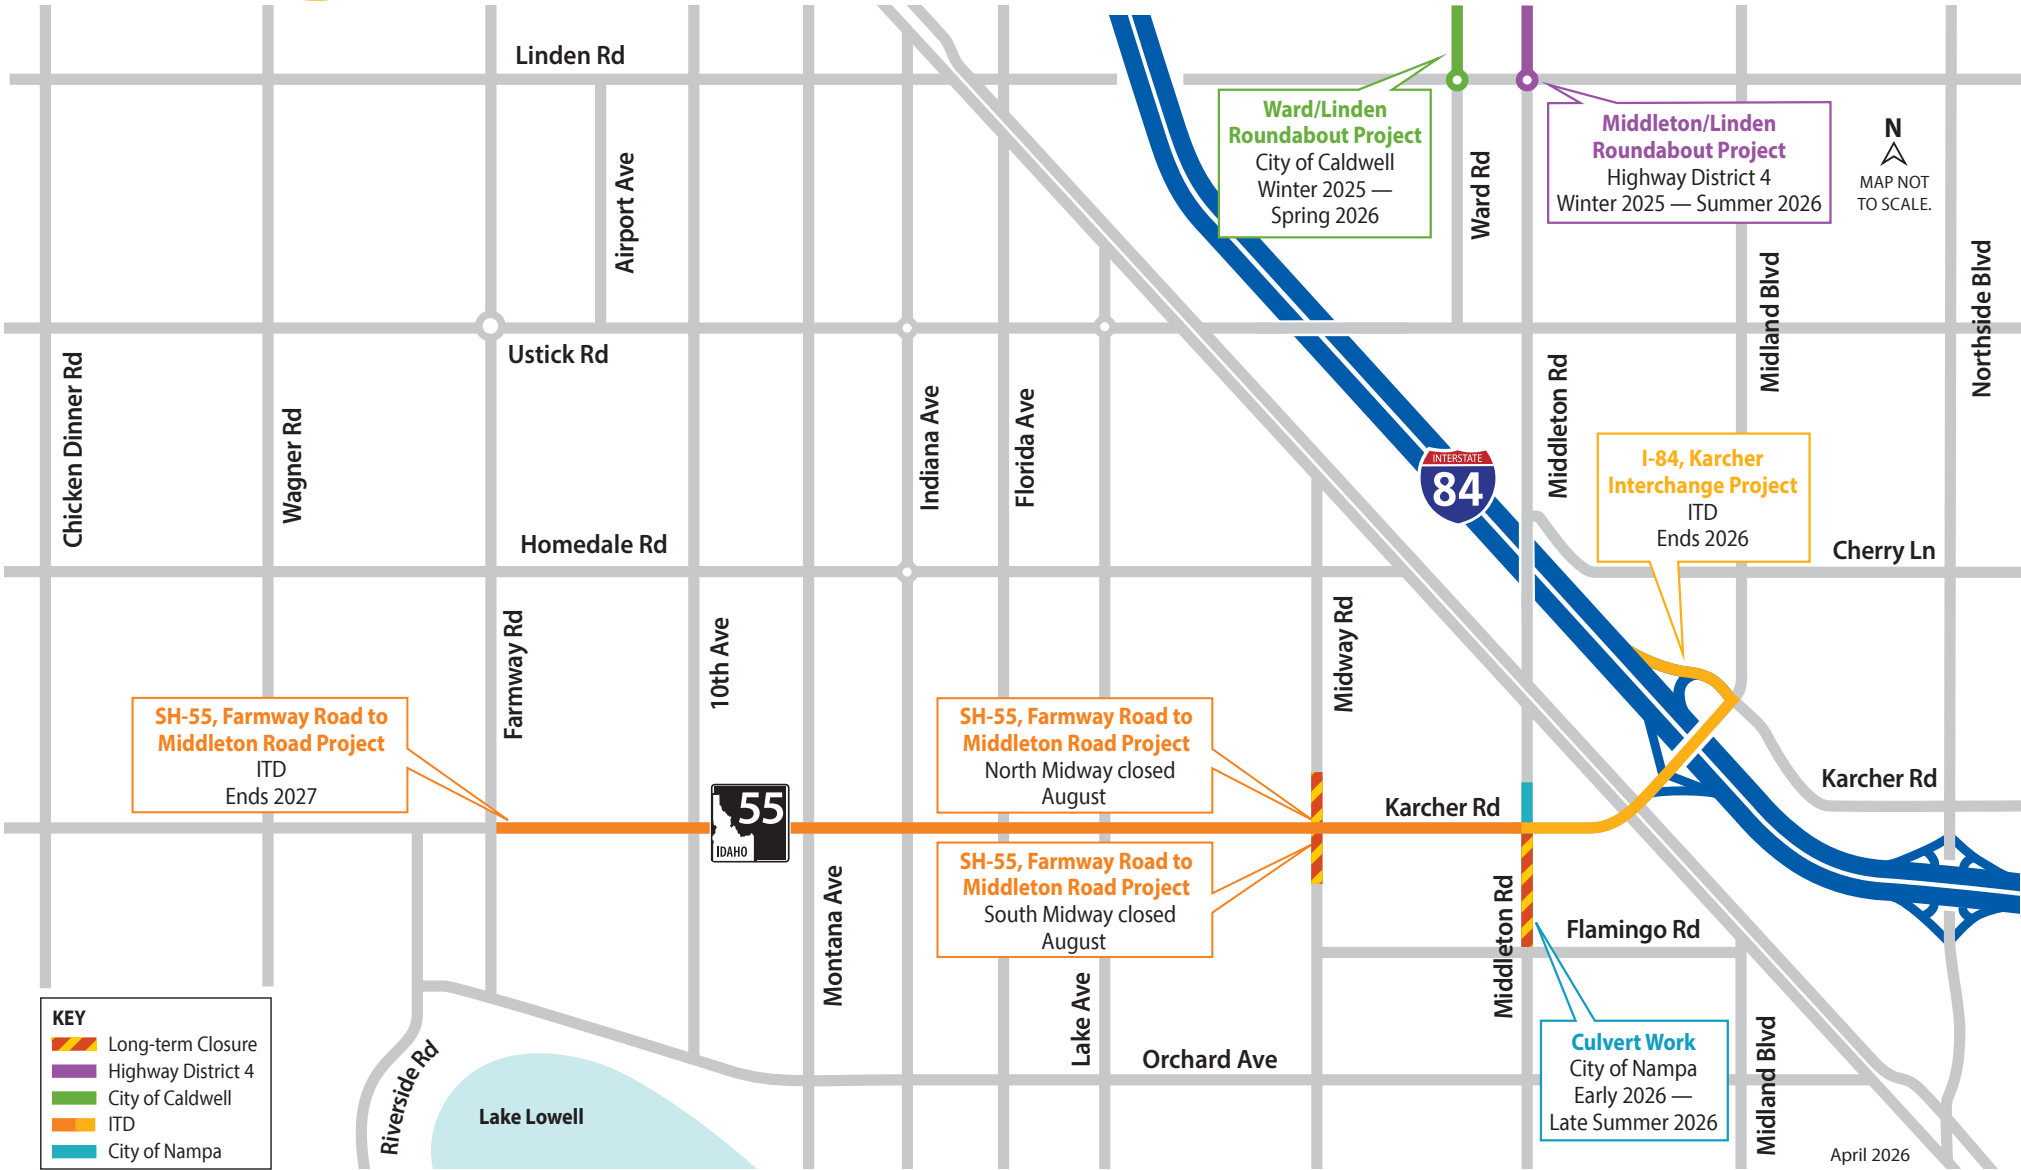 Linden Rd
Ward/Linden
Roundabout Project
City of Caldwell
Winter 2025 —
Spring 2026
Middleton/Linden
Roundabout Project
Highway District 4
Winter 2025 — Summer 2026
N
MAP NOT
TO SCALE.
Airport Ave
Ward Rd
Midland Blvd
Northside Blvd
Ustick Rd
Chicken Dinner Rd
Wagner Rd
Indiana Ave
Florida Ave
Middleton Rd
INTERSTATE
84
I-84, Karcher
Interchange Project
ITD
Ends 2026
Homedale Rd
Cherry Ln
Farmway Rd
10th Ave
Midway Rd
SH-55, Farmway Road to
Middleton Road Project
ITD
Ends 2027
SH-55, Farmway Road to
Middleton Road Project
North Midway closed
August
55
IDAHO
Karcher Rd
Karcher Rd
SH-55, Farmway Road to
Middleton Road Project
South Midway closed
August
Montana Ave
Lake Ave
Middleton Rd
Flamingo Rd
Culvert Work
City of Nampa
Early 2026 —
Late Summer 2026
Midland Blvd
Orchard Ave
Riverside Rd
Lake Lowell
KEY
Long-term Closure
Highway District 4
City of Caldwell
ITD
City of Nampa
April 2026